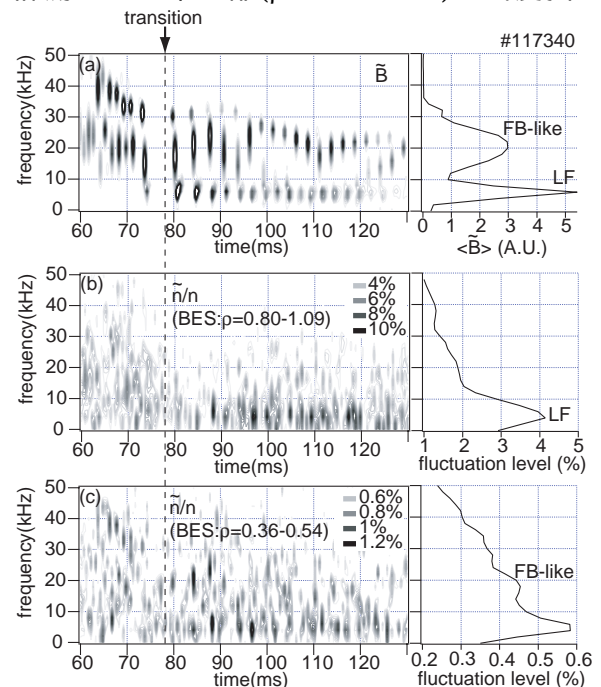 transition
#117340
(a)
B̃
frequency(kHz)
50
40
30
20
10
0
60 70 80 90 100 110 120
time(ms)
FB-like
LF
0 1 2 3 4 5
<B̃> (A.U.)
(b)
ñ/n
(BES:ρ=0.80-1.09)
4%
6%
8%
10%
frequency(kHz)
50
40
30
20
10
0
60 70 80 90 100 110 120
time(ms)
LF
1 2 3 4 5
fluctuation level (%)
(c)
ñ/n
(BES:ρ=0.36-0.54)
0.6%
0.8%
1%
1.2%
frequency(kHz)
50
40
30
20
10
0
60 70 80 90 100 110 120
time(ms)
FB-like
0.2 0.3 0.4 0.5 0.6
fluctuation level (%)